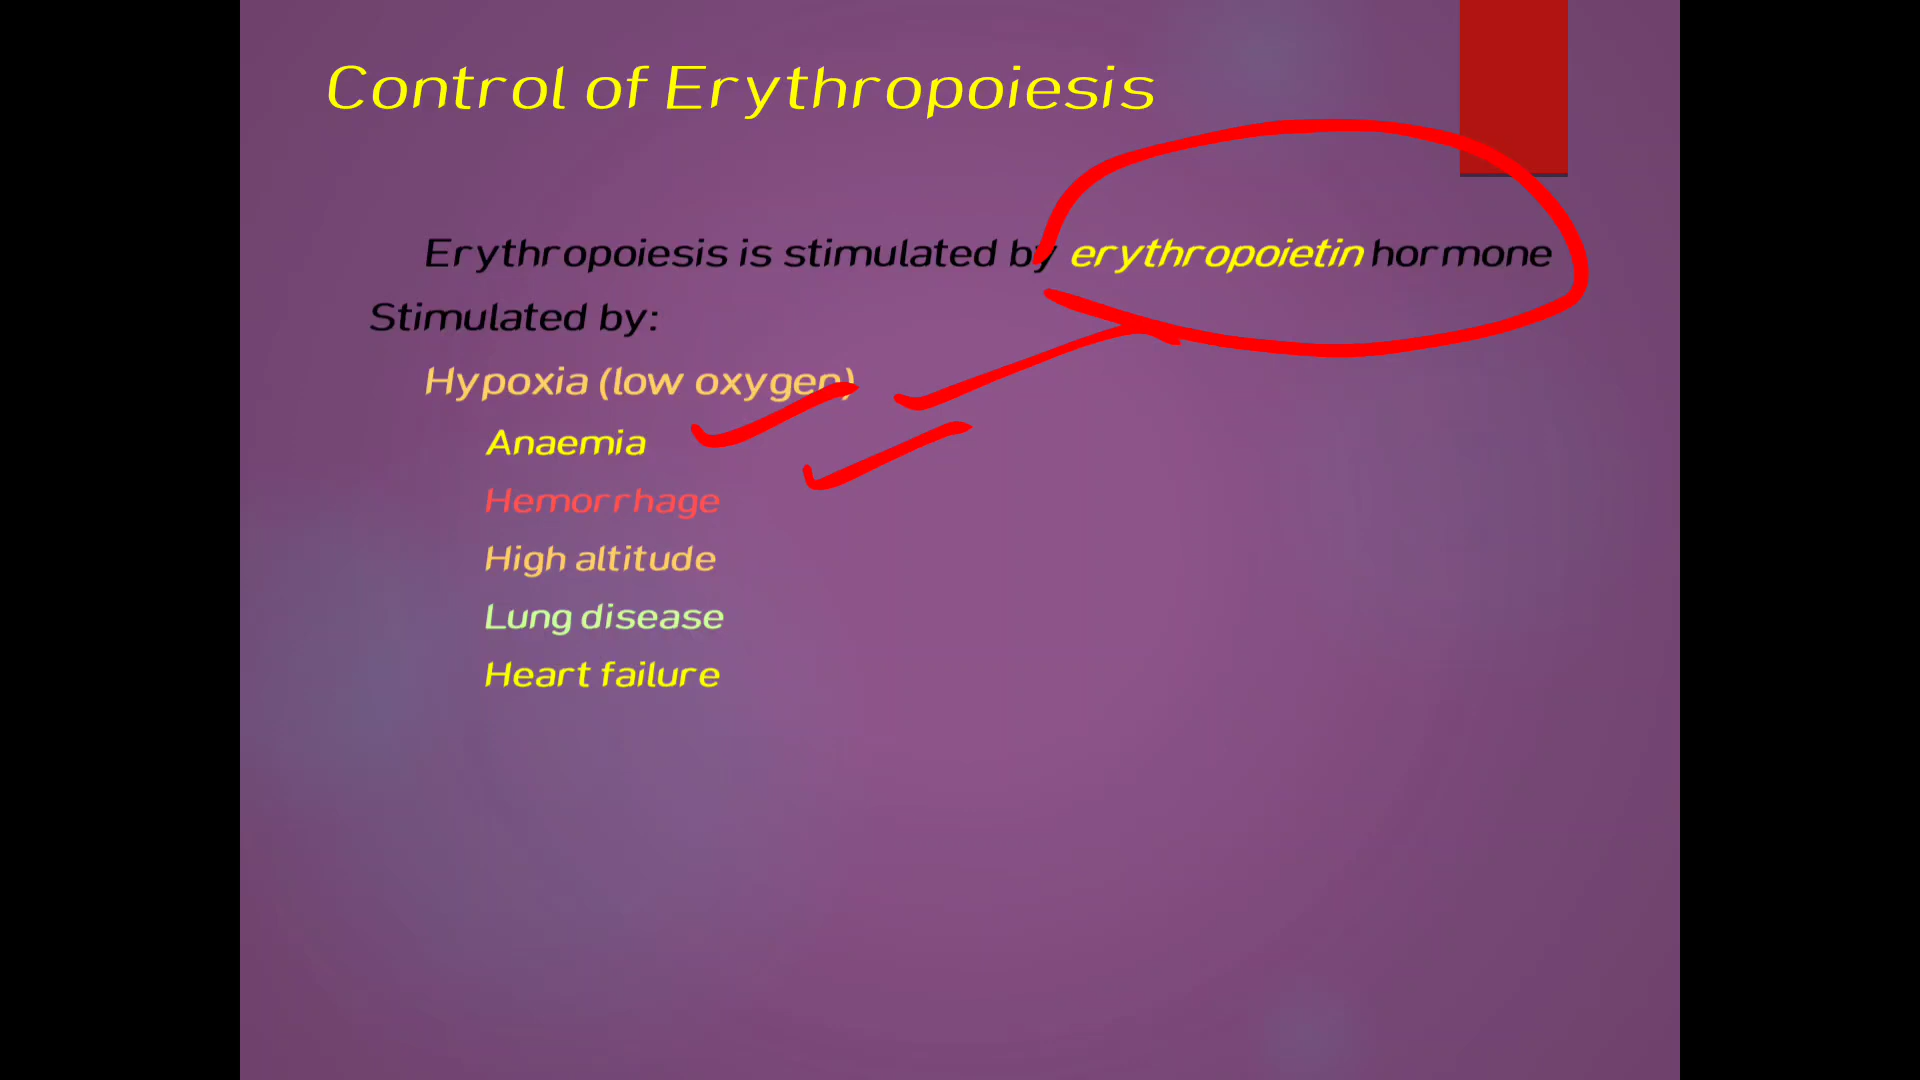 Control of Erythropoiesis
Erythropoiesis is stimulated by erythropoietin hormone
Stimulated by:
Hypoxia (low oxygen)
Anaemia
Hemorrhage
High altitude
Lung disease
Heart failure